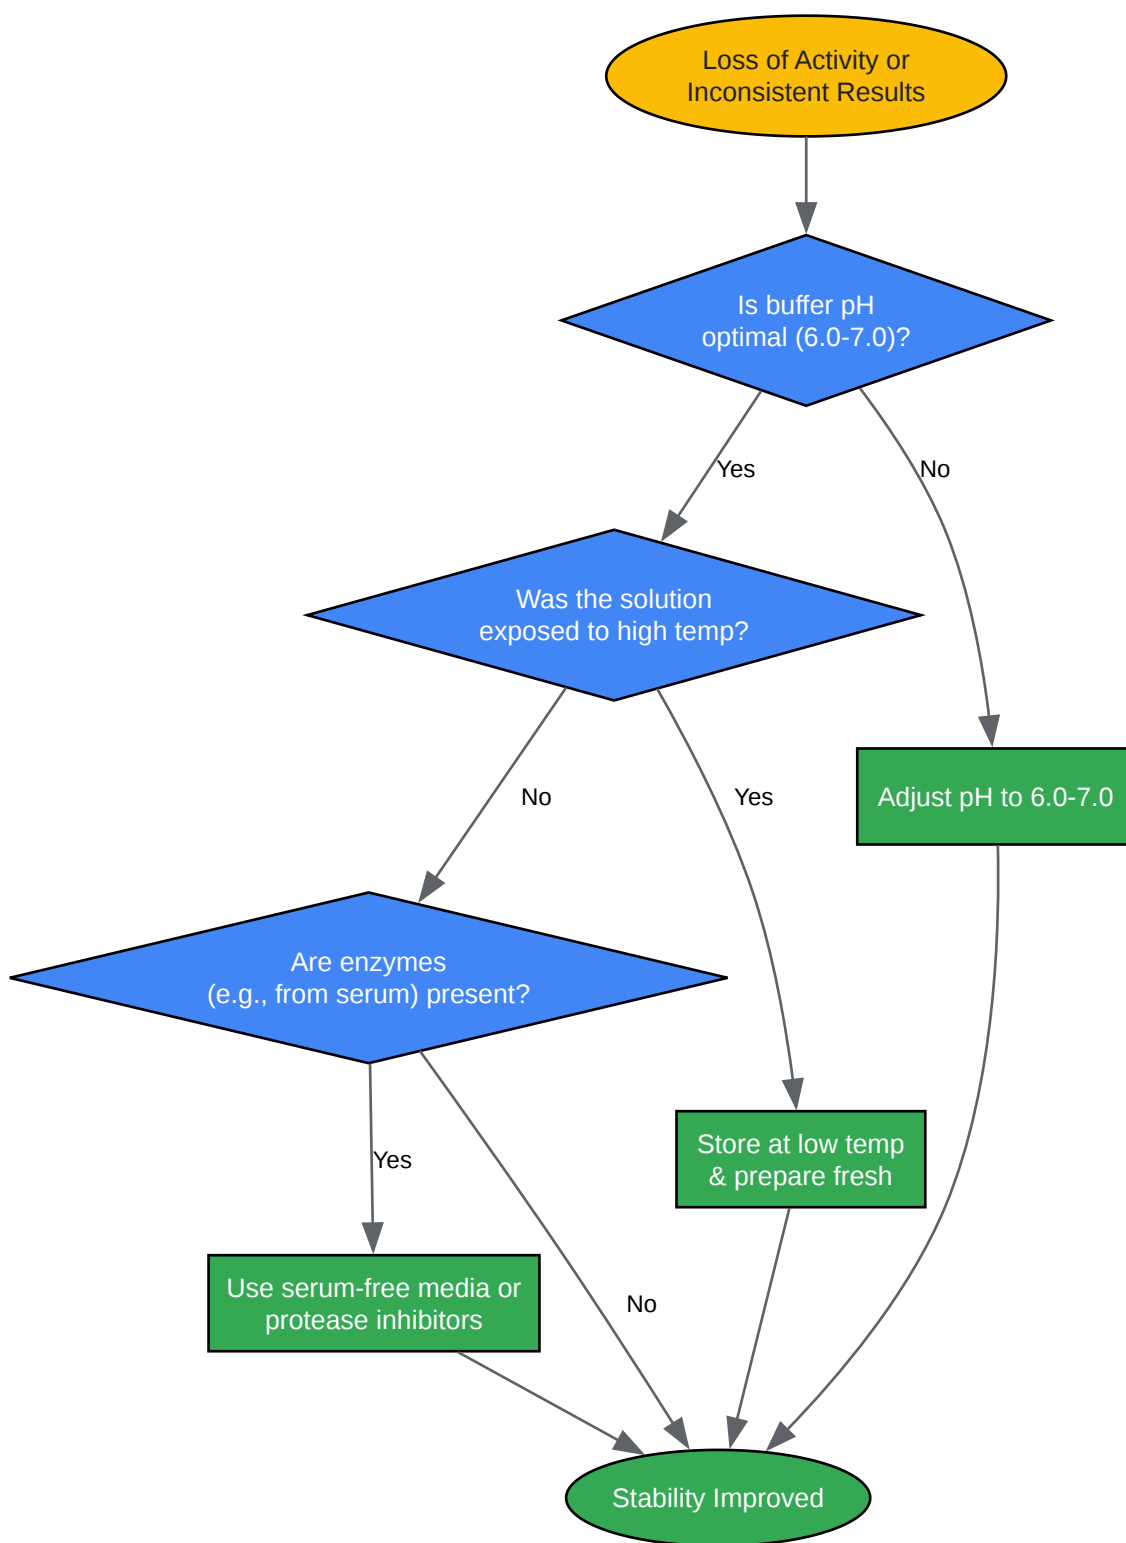 Loss of Activity or
Inconsistent Results
Is buffer pH
optimal (6.0-7.0)?
Yes
No
Was the solution
exposed to high temp?
No
Yes
Adjust pH to 6.0-7.0
Are enzymes
(e.g., from serum) present?
Yes
Store at low temp
& prepare fresh
Use serum-free media or
protease inhibitors
No
Stability Improved